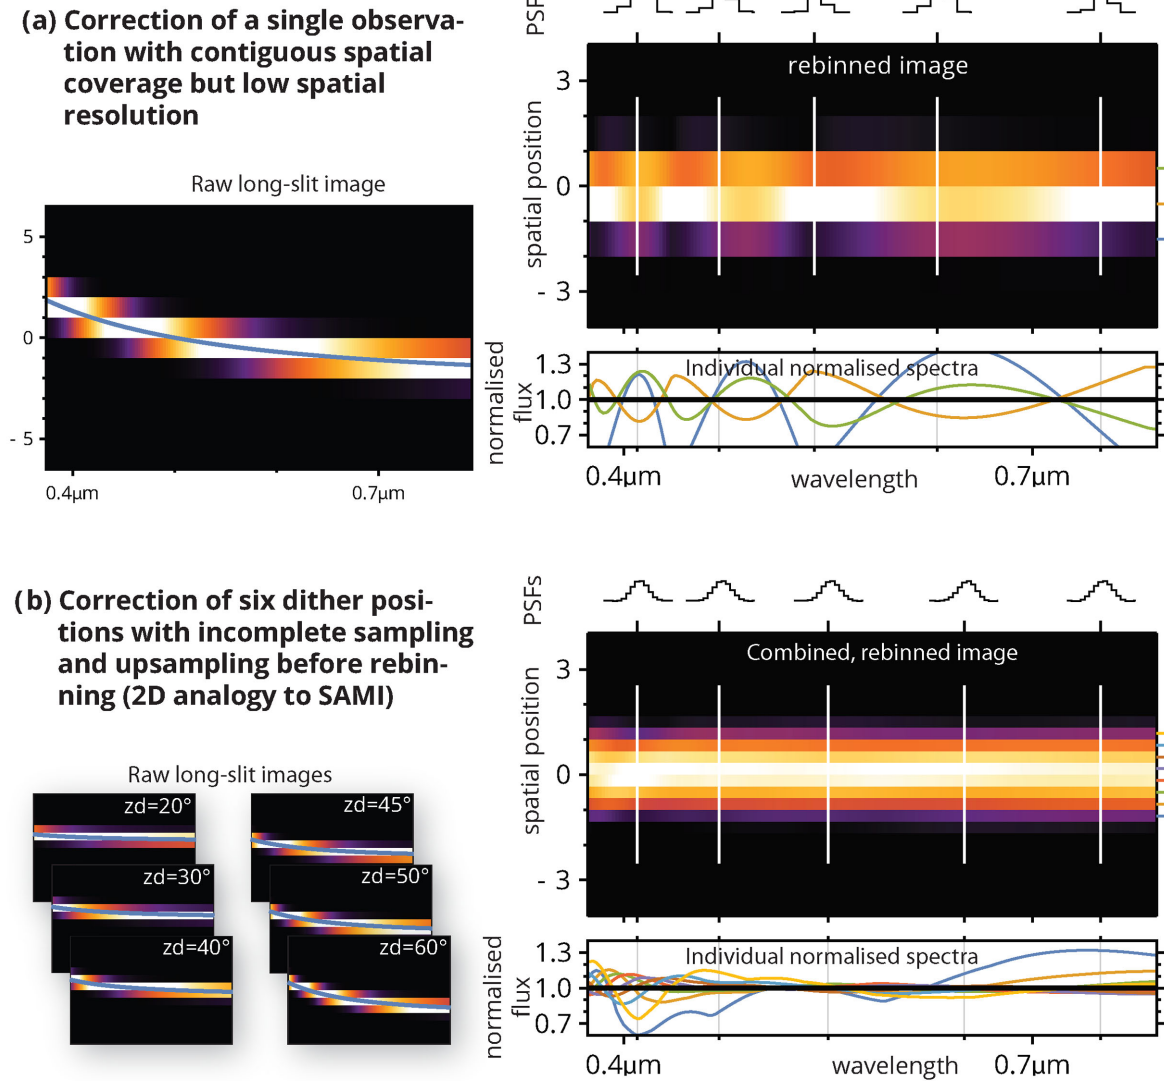 (a) Correction of a single observa-
tion with contiguous spatial
coverage but low spatial
resolution
Raw long-slit image
5
0
- 5
0.4μm
0.7μm
PSF
rebinned image
spatial position
3
0
- 3
Individual normalised spectra
normalised
flux
1.3
1.0
0.7
0.4μm
wavelength
0.7μm
(b) Correction of six dither posi-
tions with incomplete sampling
and upsampling before rebin-
ning (2D analogy to SAMI)
Raw long-slit images
zd=20°
zd=45°
zd=30°
zd=50°
zd=40°
zd=60°
PSFs
Combined, rebinned image
spatial position
3
0
- 3
Individual normalised spectra
normalised
flux
1.3
1.0
0.7
0.4μm
wavelength
0.7μm